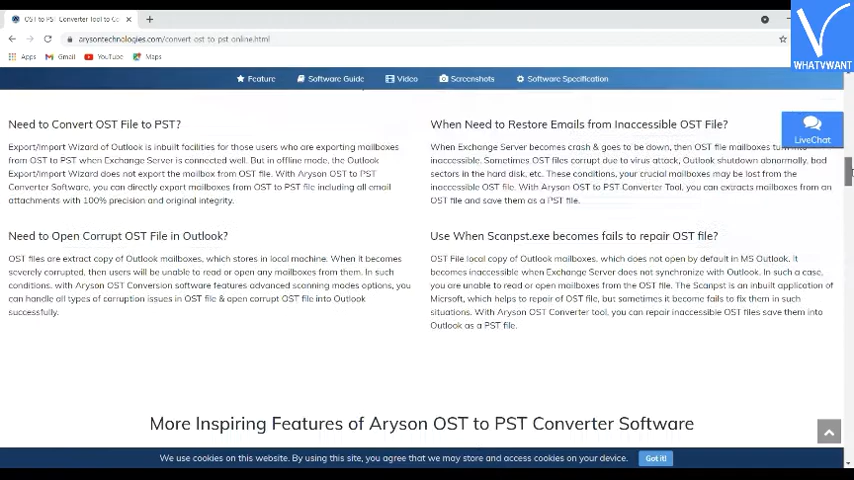 OST to PST Converter Tool to Co
arysontechnologies.com/convert-ost-to-pst-online.html
Apps Gmail YouTube Maps
WHATVWANT
Feature Software Guide Video Screenshots Software Specification
LiveChat
Need to Convert OST File to PST?
Export/Import Wizard of Outlook is inbuilt facilities for those users who are exporting mailboxes
from OST to PST when Exchange Server is connected well. But in offline mode, the Outlook
Export/Import Wizard does not export the mailbox from OST file. With Aryson OST to PST
Converter Software, you can directly export mailboxes from OST to PST file including all email
attachments with 100% precision and original integrity.
When Need to Restore Emails from Inaccessible OST File?
When Exchange Server becomes crash & goes to be down, then OST file mailboxes turn into
inaccessible. Sometimes OST files corrupt due to virus attack, Outlook shutdown abnormally, bad
sectors in the hard disk, etc. These conditions, your crucial mailboxes may be lost from the
inaccessible OST file. With Aryson OST to PST Converter Tool, you can extracts mailboxes from an
OST file and save them as a PST file.
Need to Open Corrupt OST File in Outlook?
OST files are extract copy of Outlook mailboxes, which stores in local machine. When it becomes
severely corrupted, then users will be unable to read or open any mailboxes from them. In such
conditions, with Aryson OST Conversion software features advanced scanning modes options, you
can handle all types of corruption issues in OST file & open corrupt OST file into Outlook
successfully.
Use When Scanpst.exe becomes fails to repair OST file?
OST File local copy of Outlook mailboxes, which does not open by default in MS Outlook. It
becomes inaccessible when Exchange Server does not synchronize with Outlook. In such a case,
you are unable to read or open mailboxes from the OST file. The Scanpst is an inbuilt application of
Micrsoft, which helps to repair of OST file, but sometimes it become fails to fix them in such
situations. With Aryson OST Converter tool, you can repair inaccessible OST files save them into
Outlook as a PST file.
More Inspiring Features of Aryson OST to PST Converter Software
We use cookies on this website. By using this site, you agree that we may store and access cookies on your device. Got it!